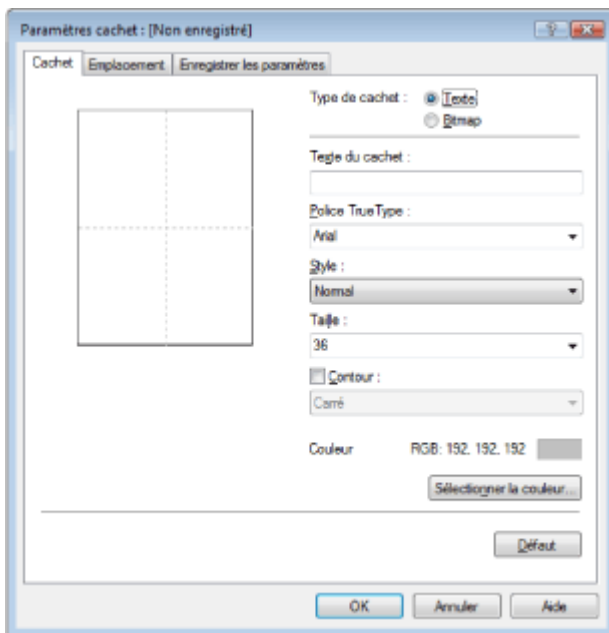 Paramètres cachet : [Non enregistré]
Cachet Emplacement Enregistrer les paramètres
Type de cachet : Texte
Bitmap
Texte du cachet :
Police TrueType :
Arial
Style :
Normal
Taille :
36
Contour :
Carré
Couleur RGB: 192, 192, 192
Sélectionner la couleur...
Défaut
OK Annuler Aide